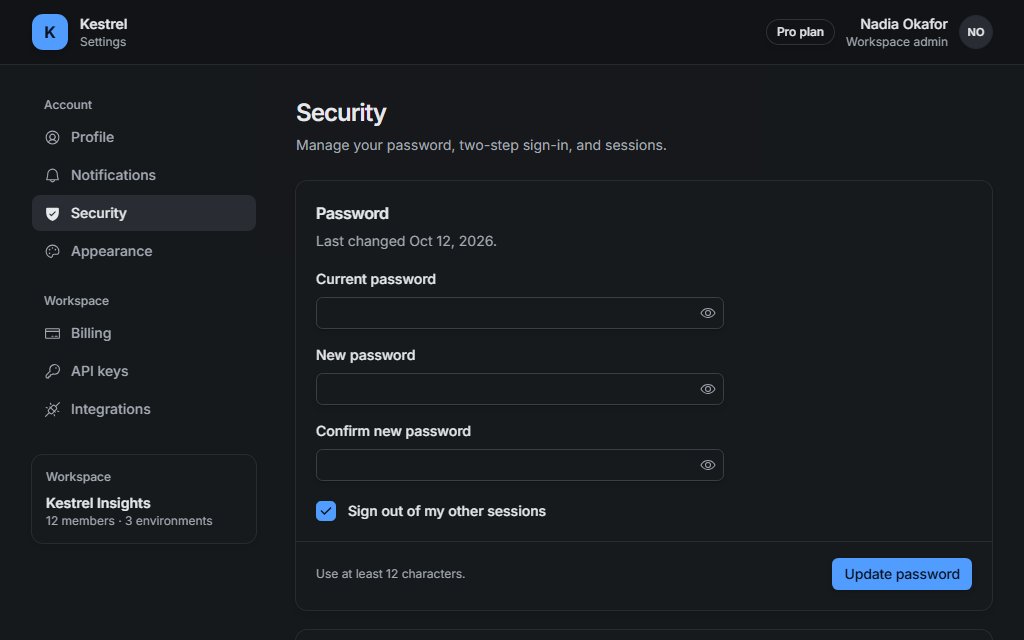 K
Kestrel
Settings
Pro plan
Nadia Okafor
Workspace admin
NO
Account
Profile
Notifications
Security
Appearance
Workspace
Billing
API keys
Integrations
Workspace
Kestrel Insights
12 members · 3 environments
Security
Manage your password, two-step sign-in, and sessions.
Password
Last changed Oct 12, 2026.
Current password
New password
Confirm new password
Sign out of my other sessions
Use at least 12 characters.
Update password